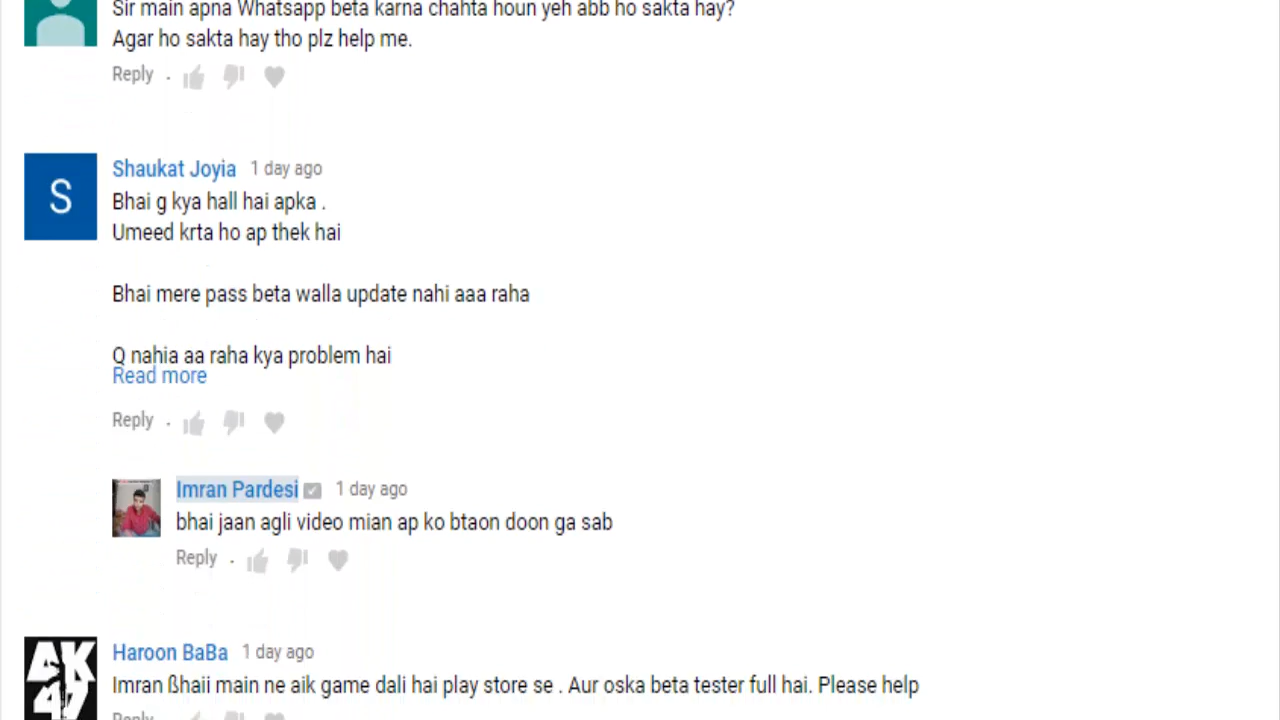 Sir main apna Whatsapp beta karna chahta houn yeh abb ho sakta hay?
Agar ho sakta hay tho plz help me.
Reply .
S
Shaukat Joyia 1 day ago
Bhai g kya hall hai apka .
Umeed krta ho ap thek hai
Bhai mere pass beta walla update nahi aaa raha
Q nahia aa raha kya problem hai
Read more
Reply .
Imran Pardesi 1 day ago
bhai jaan agli video mian ap ko btaon doon ga sab
Reply .
AK
47
Haroon BaBa 1 day ago
Imran ßhaii main ne aik game dali hai play store se . Aur oska beta tester full hai. Please help
Reply